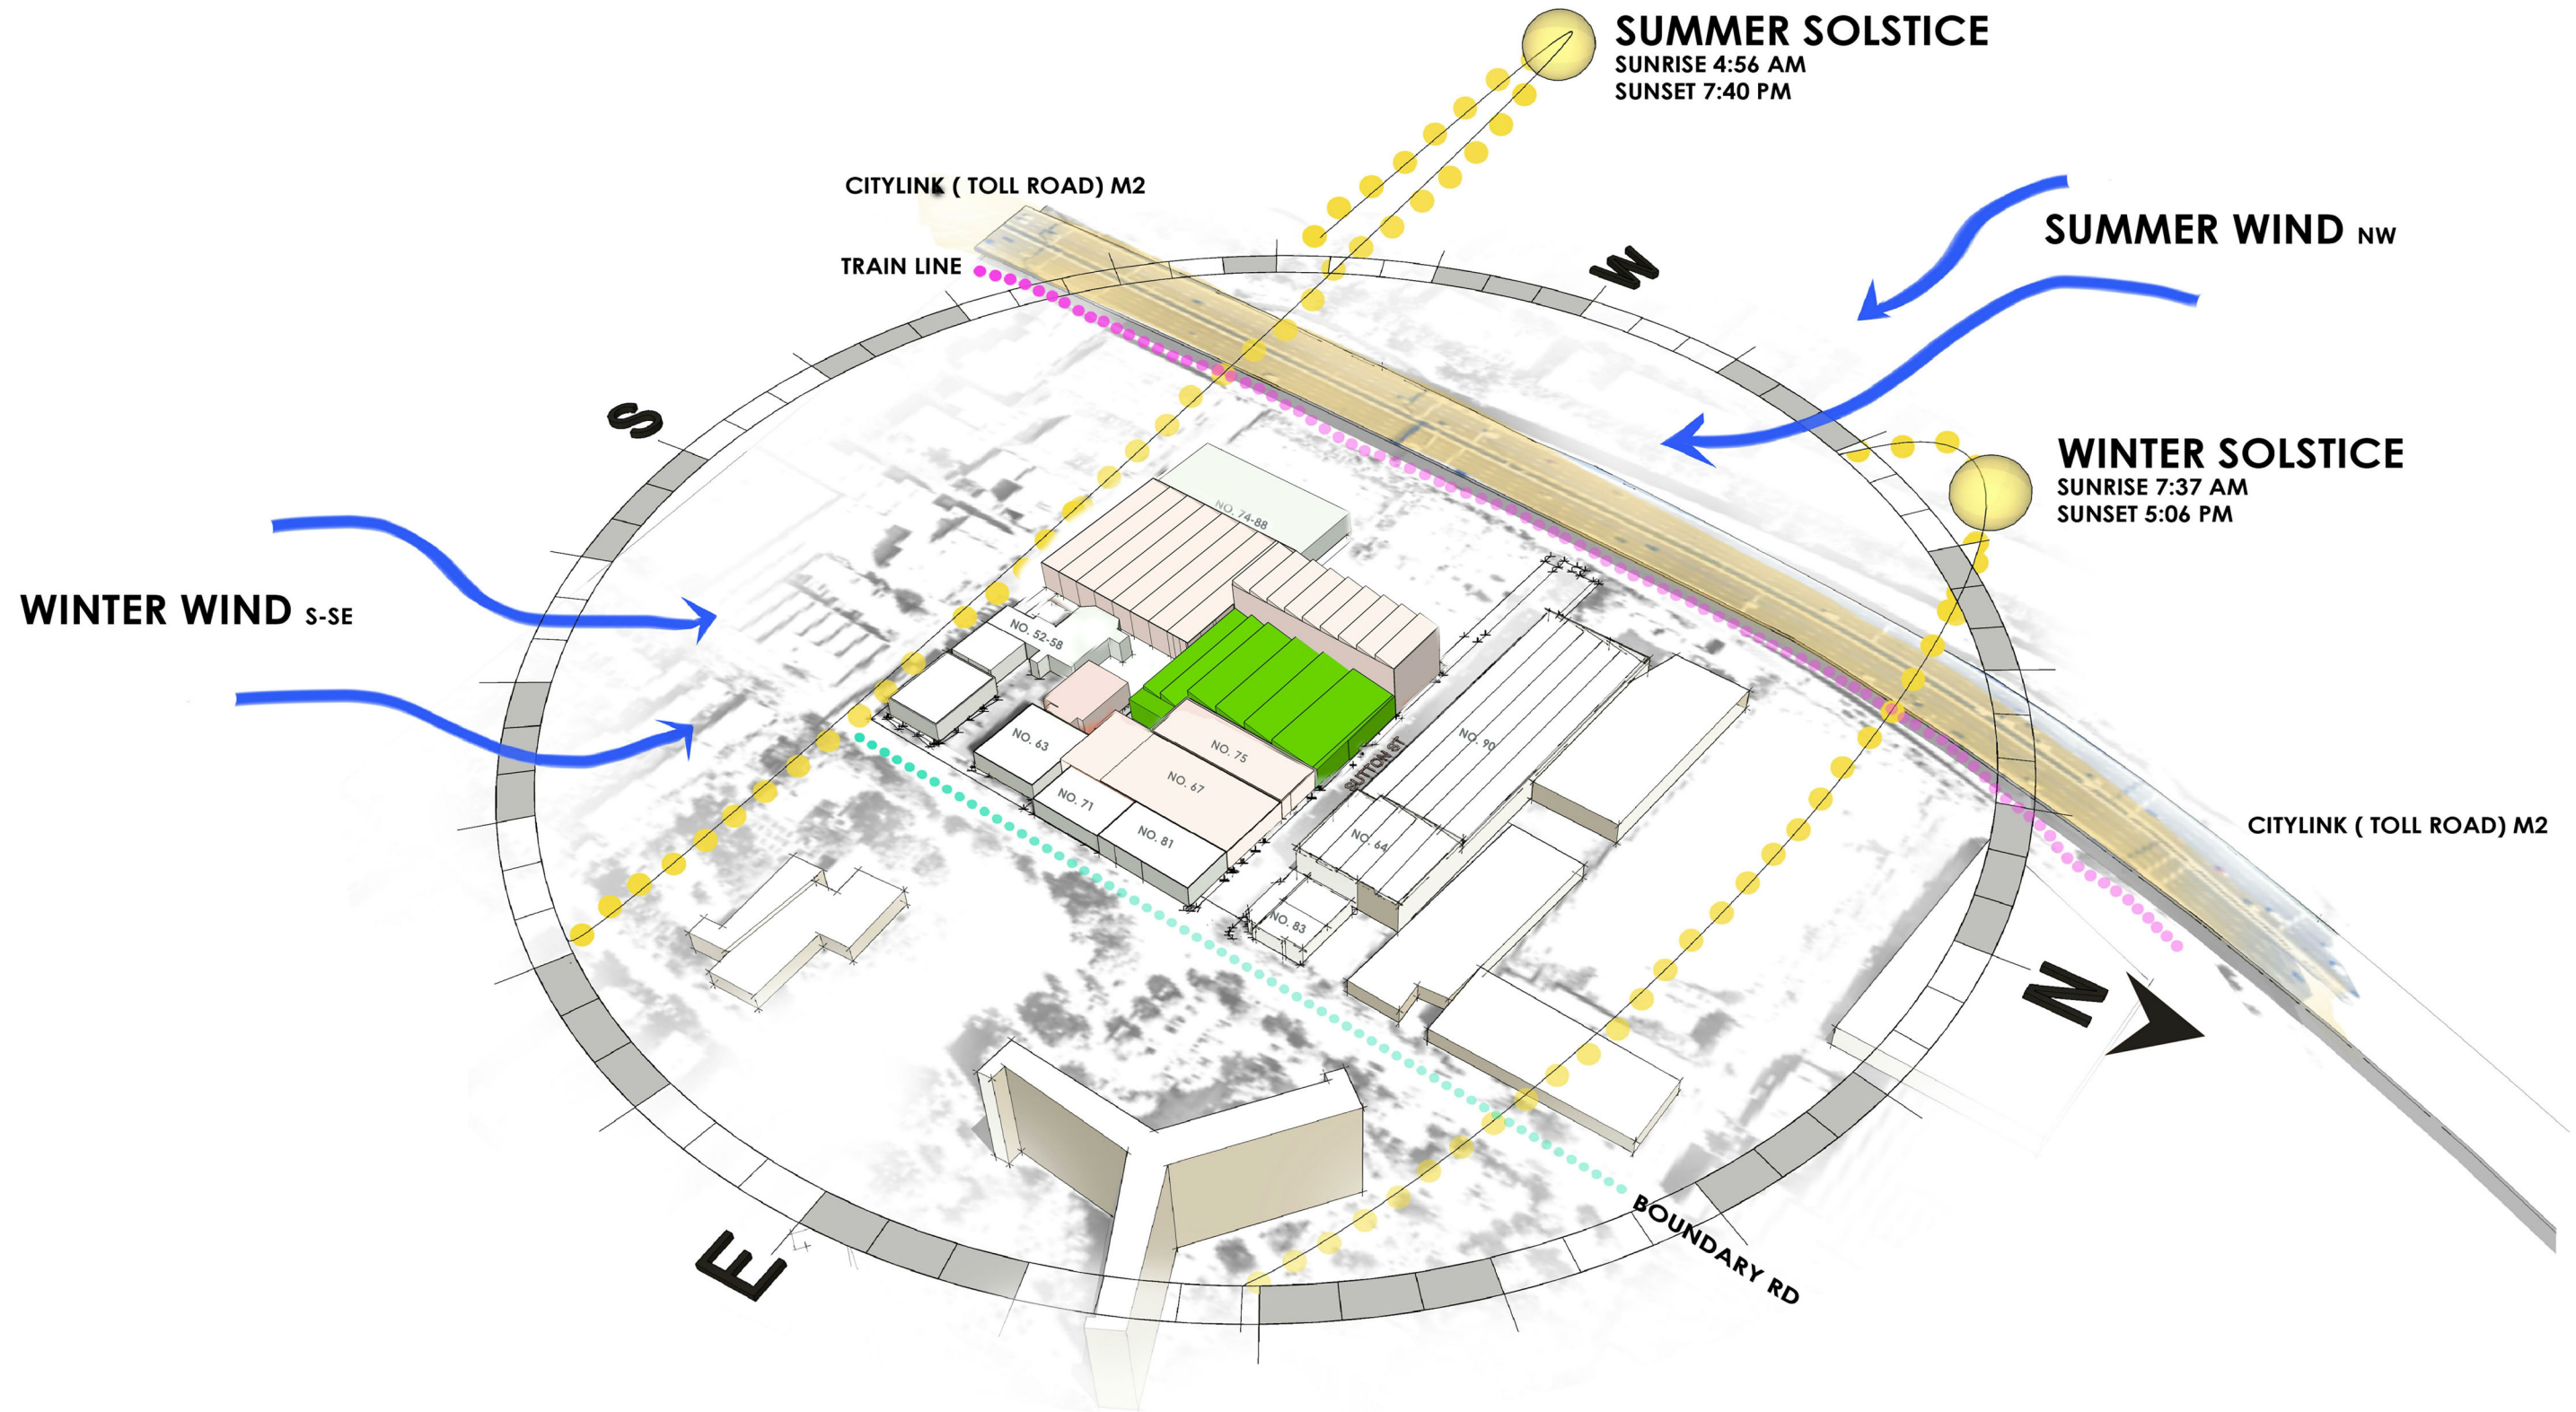 SUMMER SOLSTICE
SUNRISE 4:56 AM
SUNSET 7:40 PM
CITYLINK ( TOLL ROAD) M2
TRAIN LINE
SUMMER WIND NW
W
S
WINTER SOLSTICE
SUNRISE 7:37 AM
SUNSET 5:06 PM
NO. 74-88
WINTER WIND S-SE
NO. 52-58
NO. 63
NO. 75
NO. 90
SUTTON ST
NO. 67
NO. 71
NO. 81
NO. 64
NO. 83
CITYLINK ( TOLL ROAD) M2
N
E
BOUNDARY RD